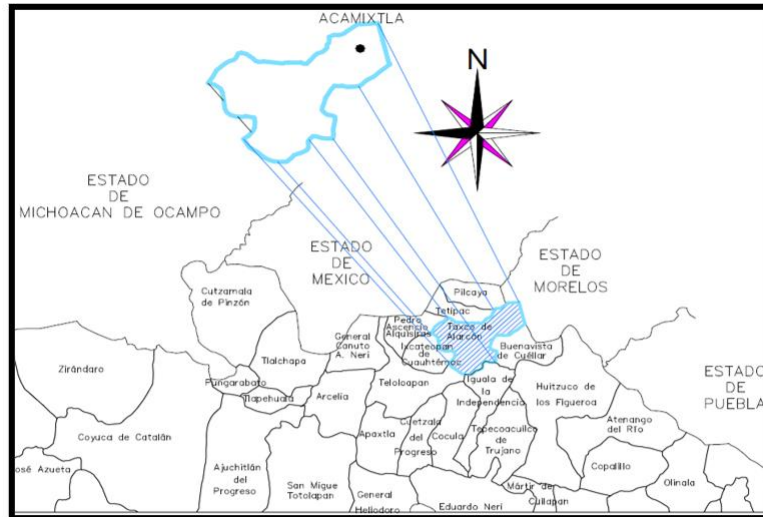 ACAMIXTLA
N
ESTADO
DE
MICHOACAN DE OCAMPO
ESTADO
DE
MEXICO
ESTADO
DE
MORELOS
ESTADO
DE
PUEBLA
Cutzamala
de Pinzón
Pilcaya
Tetipac
Pedro
Ascensio
Alquisiras
Taxco de
Alarcón
General
Canuto
A. Neri
Ixcateopan
de
Cuauhtémoc
Buenavista
de Cuéllar
Zirándaro
Tlalchapa
Pungarabato
Tlapehuala
Arcelia
Teloloapan
Iguala de
la
Independencia
Huitzuco de
los Figueroa
Coyuca de Catalán
Apaxtla
Cuetzala
del
Progreso
Cocula
Tepecoacuilco
de
Trujano
Atenango
del Río
José Azueta
Ajuchitlán
del
Progreso
San Migue
Totolapan
General
Heliodoro
Eduardo Neri
Mártir de
Cuilapan
Copalillo
Olinala